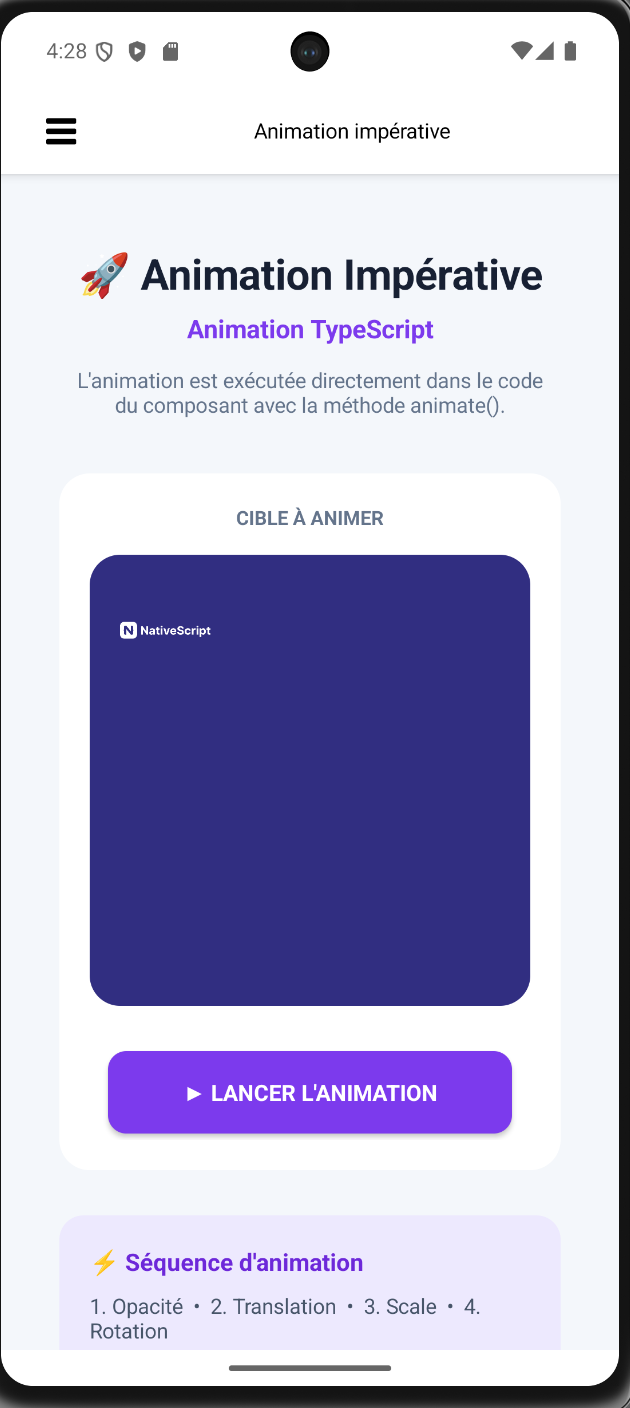 4:28
Animation impérative
🚀 Animation Impérative
Animation TypeScript
L'animation est exécutée directement dans le code
du composant avec la méthode animate().
CIBLE À ANIMER
N NativeScript
► LANCER L'ANIMATION
⚡ Séquence d'animation
1. Opacité • 2. Translation • 3. Scale • 4.
Rotation